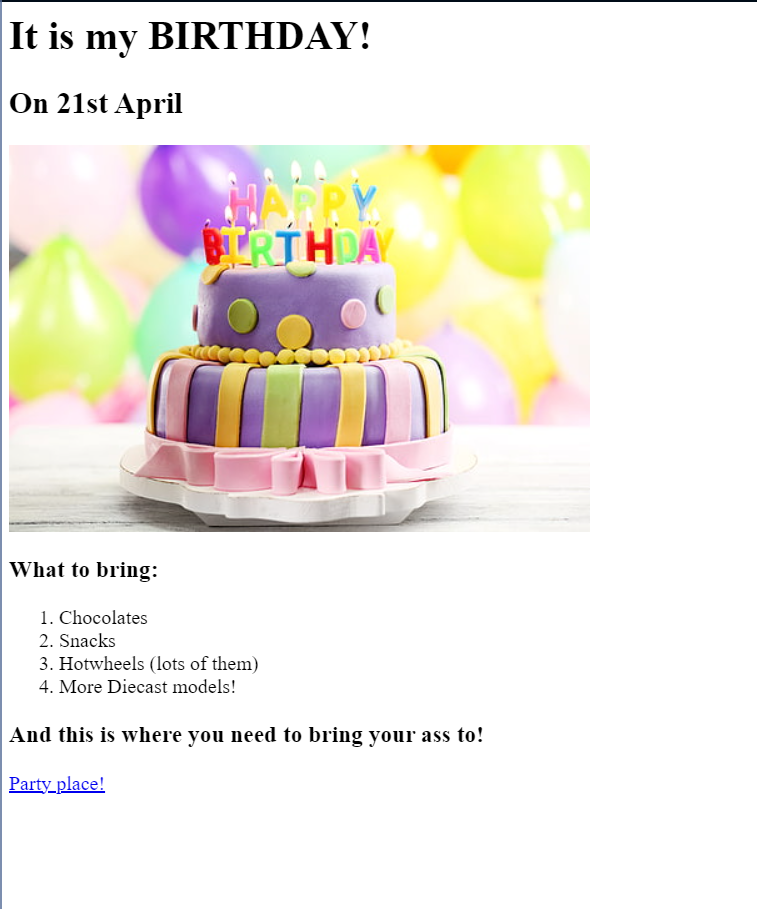 It is my BIRTHDAY!
On 21st April
HAPPY
BIRTHDAY
What to bring:
1. Chocolates
2. Snacks
3. Hotwheels (lots of them)
4. More Diecast models!
And this is where you need to bring your ass to!
Party place!